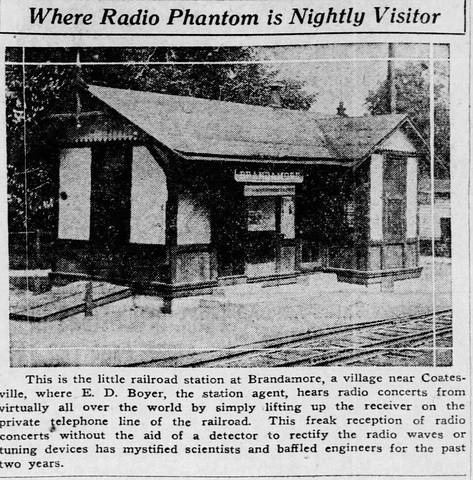 Where Radio Phantom is Nightly Visitor
BRANDAMORE
This is the little railroad station at Brandamore, a village near Coates-
ville, where E. D. Boyer, the station agent, hears radio concerts from
virtually all over the world by simply lifting up the receiver on the
private telephone line of the railroad. This freak reception of radio
concerts without the aid of a detector to rectify the radio waves or
tuning devices has mystified scientists and baffled engineers for the past
two years.